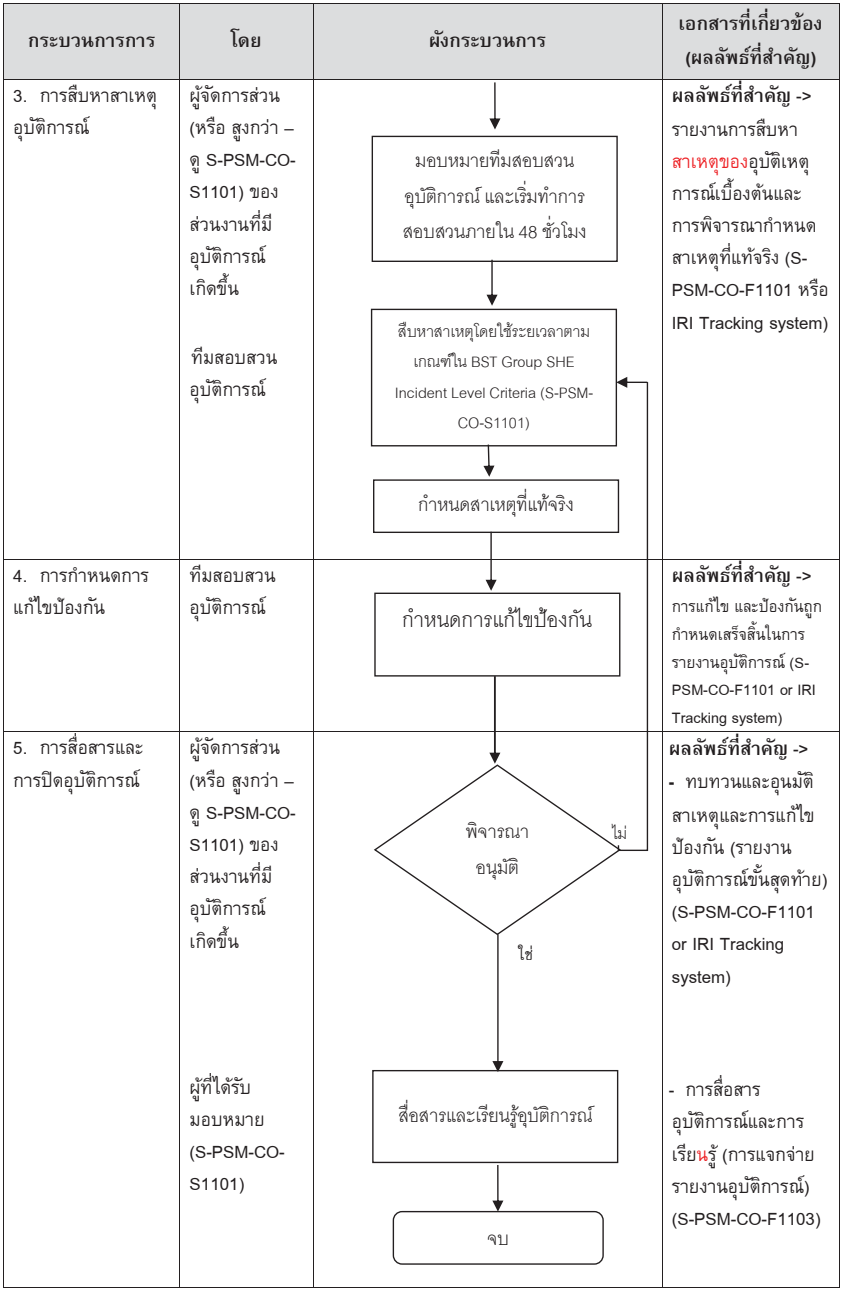 กระบวนการการ
โดย
ผังกระบวนการ
เอกสารที่เกี่ยวข้อง
(ผลลัพธ์ที่สำคัญ)
3. การสืบหาสาเหตุ
อุบัติการณ์
ผู้จัดการส่วน
(หรือ สูงกว่า –
ดู S-PSM-CO-
S1101) ของ
ส่วนงานที่มี
อุบัติการณ์
เกิดขึ้น
ทีมสอบสวน
อุบัติการณ์
มอบหมายทีมสอบสวน
อุบัติการณ์ และเริ่มทำการ
สอบสวนภายใน 48 ชั่วโมง
สืบหาสาเหตุโดยใช้ระยะเวลาตาม
เกณฑ์ใน BST Group SHE
Incident Level Criteria (S-PSM-
CO-S1101)
กำหนดสาเหตุที่แท้จริง
ผลลัพธ์ที่สำคัญ ->
รายงานการสืบหา
สาเหตุของอุบัติเหตุ
การณ์เบื้องต้นและ
การพิจารณากำหนด
สาเหตุที่แท้จริง (S-
PSM-CO-F1101 หรือ
IRI Tracking system)
4. การกำหนดการ
แก้ไขป้องกัน
ทีมสอบสวน
อุบัติการณ์
กำหนดการแก้ไขป้องกัน
ผลลัพธ์ที่สำคัญ ->
การแก้ไข และป้องกันถูก
กำหนดเสร็จสิ้นในการ
รายงานอุบัติการณ์ (S-
PSM-CO-F1101 or IRI
Tracking system)
5. การสื่อสารและ
การปิดอุบัติการณ์
ผู้จัดการส่วน
(หรือ สูงกว่า –
ดู S-PSM-CO-
S1101) ของ
ส่วนงานที่มี
อุบัติการณ์
เกิดขึ้น
พิจารณา
อนุมัติ
ไม่
ใช่
ผลลัพธ์ที่สำคัญ ->
- ทบทวนและอนุมัติ
สาเหตุและการแก้ไข
ป้องกัน (รายงาน
อุบัติการณ์ขั้นสุดท้าย)
(S-PSM-CO-F1101
or IRI Tracking
system)
ผู้ที่ได้รับ
มอบหมาย
(S-PSM-CO-
S1101)
สื่อสารและเรียนรู้อุบัติการณ์
จบ
- การสื่อสาร
อุบัติการณ์และการ
เรียนรู้ (การแจกจ่าย
รายงานอุบัติการณ์)
(S-PSM-CO-F1103)